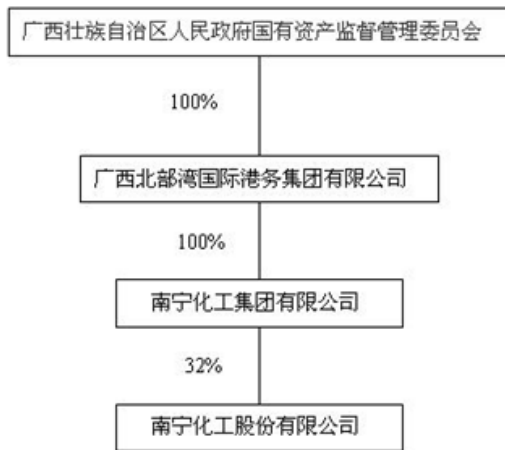 广西壮族自治区人民政府国有资产监督管理委员会
100%
广西北部湾国际港务集团有限公司
100%
南宁化工集团有限公司
32%
南宁化工股份有限公司